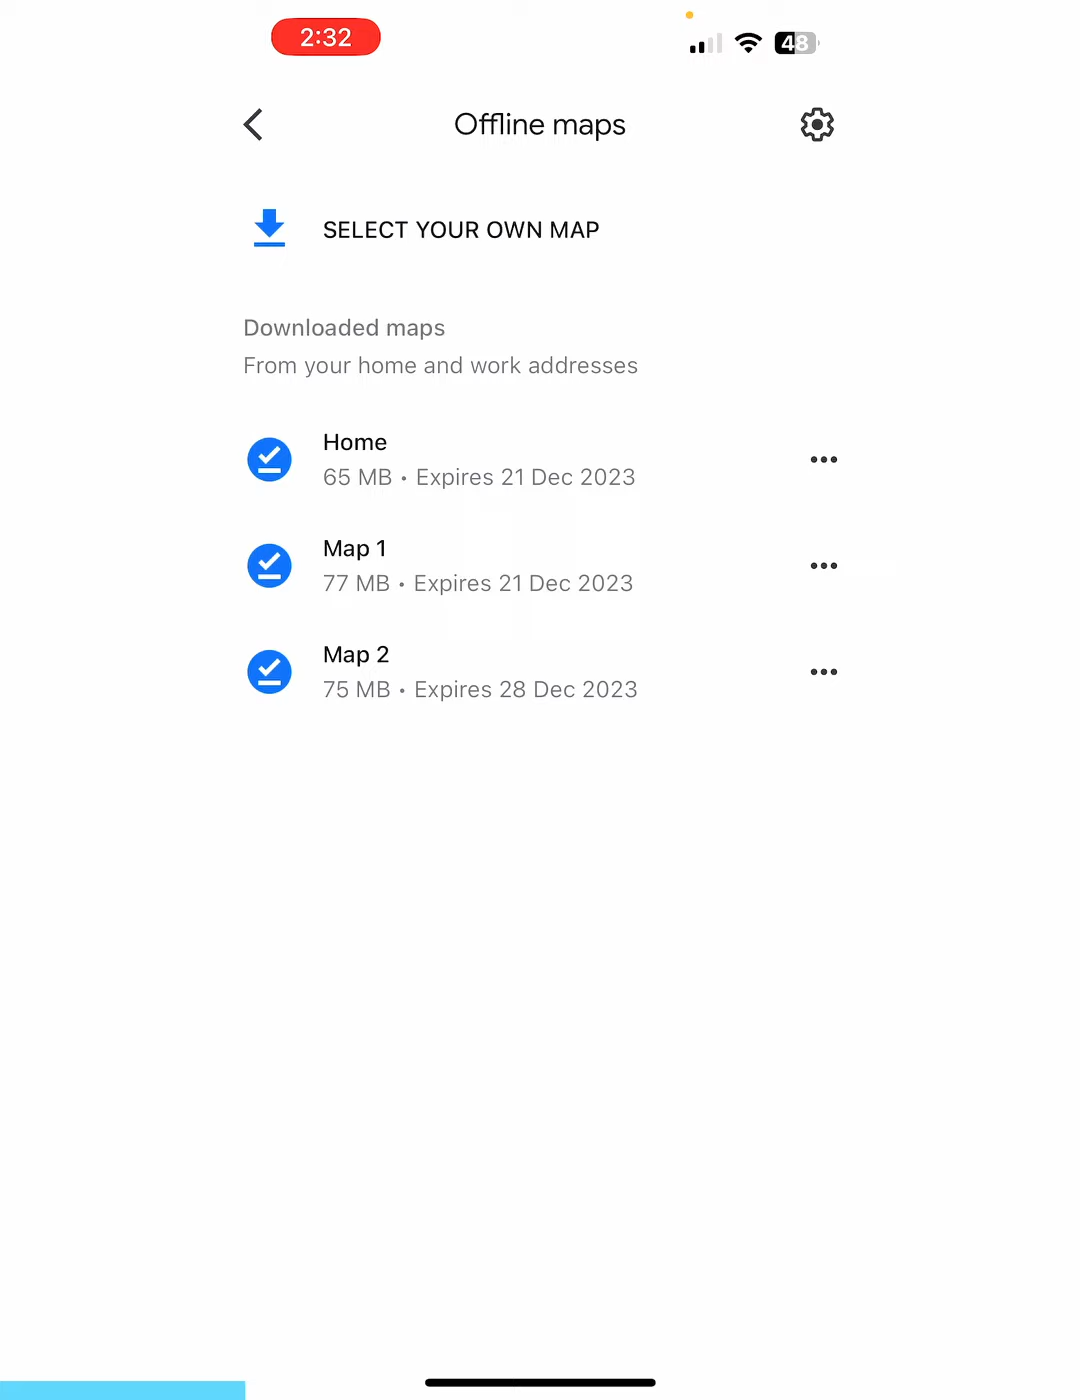 2:32
48
Offline maps
SELECT YOUR OWN MAP
Downloaded maps
From your home and work addresses
Home
65 MB • Expires 21 Dec 2023
Map 1
77 MB • Expires 21 Dec 2023
Map 2
75 MB • Expires 28 Dec 2023